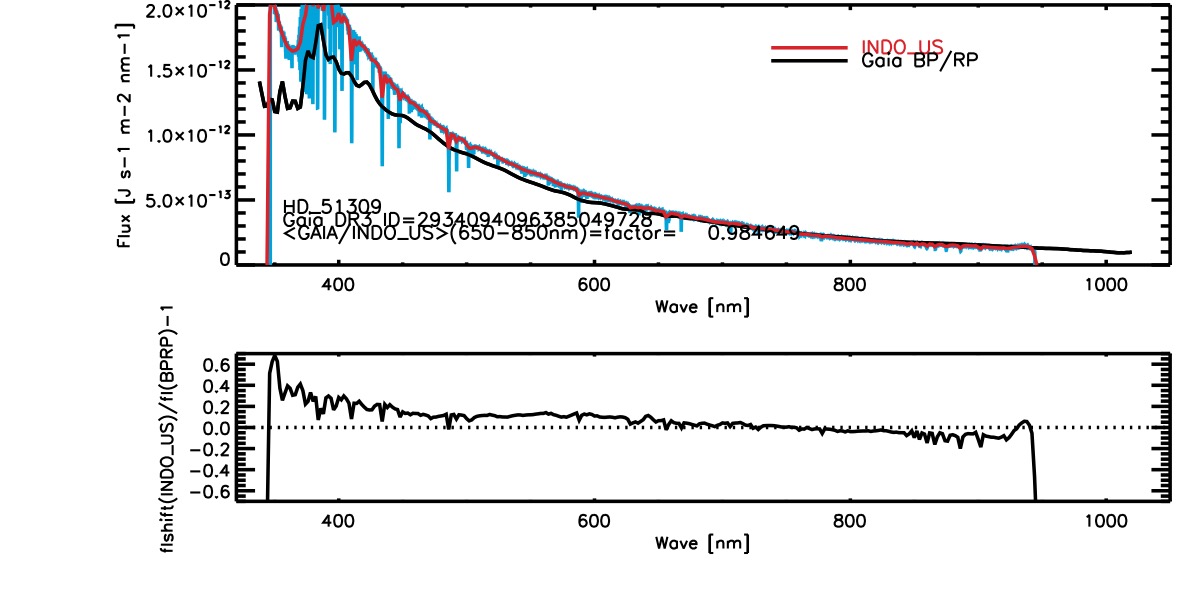 Flux [J s−1 m−2 nm−1]
2.0×10−12
1.5×10−12
1.0×10−12
5.0×10−13
0
INDO_US
Gaia BP/RP
HD_51309
Gaia DR3 ID=2934094096385049728
<GAIA/INDO_US>(650−850nm)=factor= 0.984649
400 600 800 1000
Wave [nm]
flshift(INDO_US)/fl(BPRP)−1
0.6
0.4
0.2
0.0
−0.2
−0.4
−0.6
400 600 800 1000
Wave [nm]